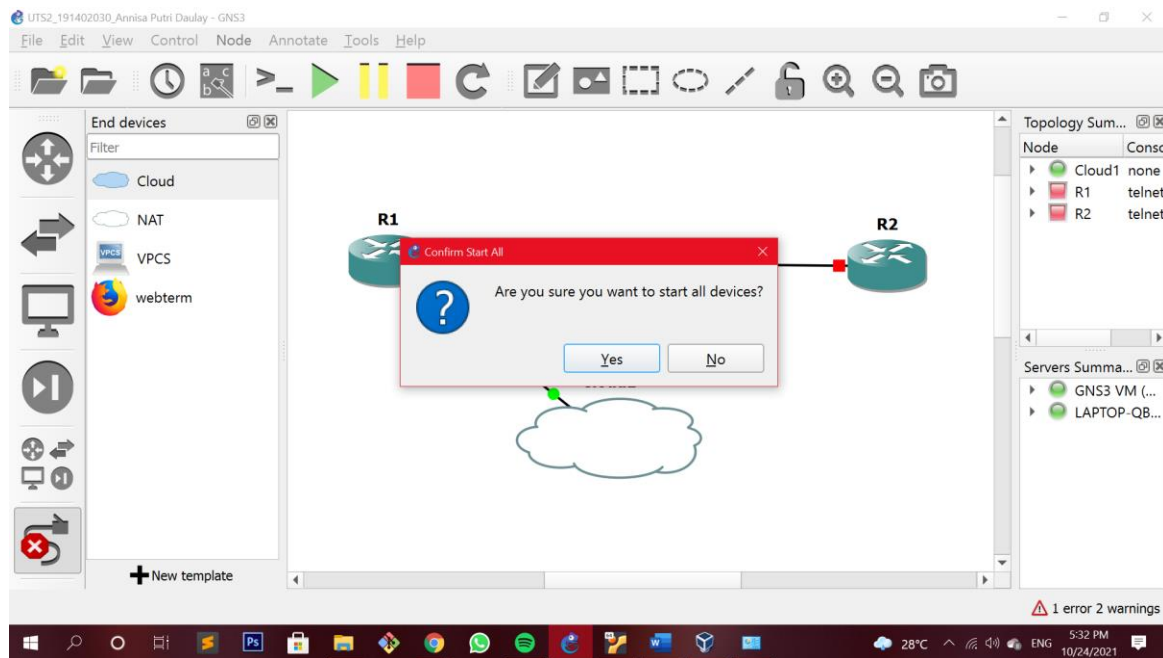 UTS2_191402030_Annisa Putri Daulay - GNS3
File Edit View Control Node Annotate Tools Help
End devices
Filter
Cloud
NAT
VPCS
VPCS
webterm
New template
R1
R2
Confirm Start All
Are you sure you want to start all devices?
Yes No
Topology Sum...
Node Consc
Cloud1 none
R1 telnet
R2 telnet
Servers Summa...
GNS3 VM (...
LAPTOP-QB...
1 error 2 warnings
Ps
28°C ENG 5:32 PM
10/24/2021